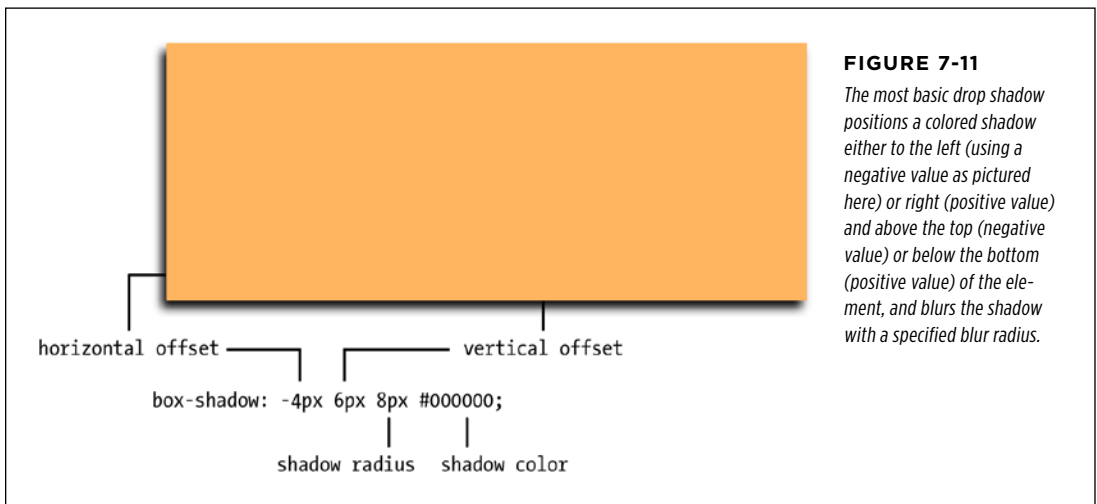 FIGURE 7-11
The most basic drop shadow
positions a colored shadow
either to the left (using a
negative value as pictured
here) or right (positive value)
and above the top (negative
value) or below the bottom
(positive value) of the ele-
ment, and blurs the shadow
with a specified blur radius.
horizontal offset
vertical offset
box-shadow: -4px 6px 8px #000000;
shadow radius
shadow color